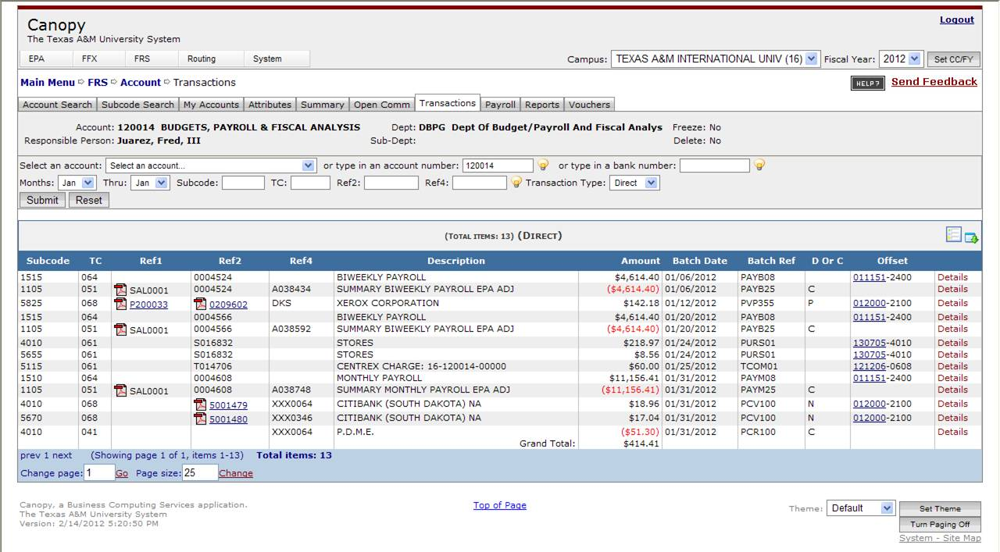 Canopy
Logout
The Texas A&M University System
EPA FFX FRS Routing System Campus: TEXAS A&M INTERNATIONAL UNIV (16) Fiscal Year: 2012 Set CC/FY
Main Menu ⇨ FRS ⇨ Account ⇨ Transactions HELP? Send Feedback
Account Search Subcode Search My Accounts Attributes Summary Open Comm Transactions Payroll Reports Vouchers
Account: 120014 BUDGETS, PAYROLL & FISCAL ANALYSIS Dept: DBPG Dept Of Budget/Payroll And Fiscal Analys Freeze: No
Responsible Person: Juarez, Fred, III Sub-Dept: Delete: No
Select an account: Select an account... or type in an account number: 120014 or type in a bank number:
Months: Jan Thru: Jan Subcode: TC: Ref2: Ref4: Transaction Type: Direct
Submit Reset
(TOTAL ITEMS: 13) (DIRECT)
Subcode TC Ref1 Ref2 Ref4 Description Amount Batch Date Batch Ref D Or C Offset
1515 064 0004524 BIWEEKLY PAYROLL $4,614.40 01/06/2012 PAYB08 011151-2400 Details
1105 051 SAL0001 0004524 A038434 SUMMARY BIWEEKLY PAYROLL EPA ADJ ($4,614.40) 01/06/2012 PAYB25 C Details
5825 068 P200033 0209602 DKS XEROX CORPORATION $142.18 01/12/2012 PVP355 P 012000-2100 Details
1515 064 0004566 BIWEEKLY PAYROLL $4,614.40 01/20/2012 PAYB08 011151-2400 Details
1105 051 SAL0001 0004566 A038592 SUMMARY BIWEEKLY PAYROLL EPA ADJ ($4,614.40) 01/20/2012 PAYB25 C Details
4010 061 S016832 STORES $218.97 01/24/2012 PURS01 130705-4010 Details
5655 061 S016832 STORES $8.56 01/24/2012 PURS01 130705-4010 Details
5115 061 T014706 CENTREX CHARGE: 16-120014-00000 $60.00 01/25/2012 TCOM01 121206-0608 Details
1510 064 0004608 MONTHLY PAYROLL $11,156.41 01/31/2012 PAYM08 011151-2400 Details
1105 051 SAL0001 0004608 A038748 SUMMARY MONTHLY PAYROLL EPA ADJ ($11,156.41) 01/31/2012 PAYM25 C Details
4010 068 5001479 XXX0064 CITIBANK (SOUTH DAKOTA) NA $18.96 01/31/2012 PCV100 N 012000-2100 Details
5670 068 5001480 XXX0346 CITIBANK (SOUTH DAKOTA) NA $17.04 01/31/2012 PCV100 N 012000-2100 Details
4010 041 XXX0064 P.D.M.E. ($51.30) 01/31/2012 PCR100 C Details
Grand Total: $414.41
prev 1 next (Showing page 1 of 1, items 1-13) Total items: 13
Change page: 1 Go Page size: 25 Change
Canopy, a Business Computing Services application. Top of Page Theme: Default Set Theme
The Texas A&M University System
Version: 2/14/2012 5:20:50 PM Turn Paging Off
System - Site Map